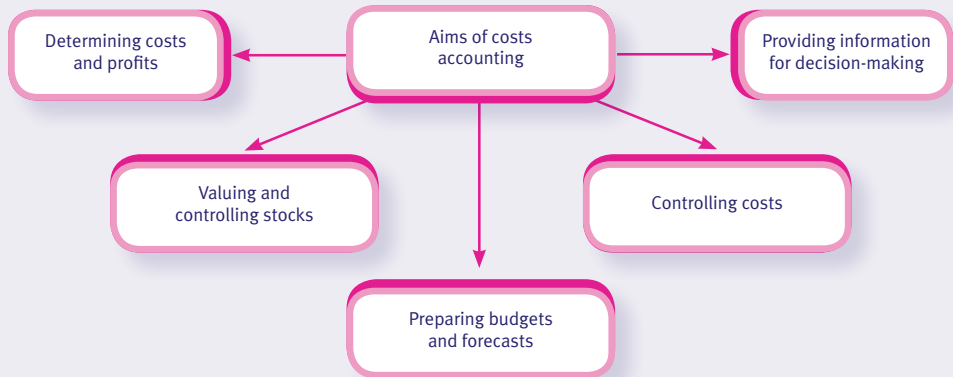 Determining costs
and profits
Aims of costs
accounting
Providing information
for decision-making
Valuing and
controlling stocks
Controlling costs
Preparing budgets
and forecasts